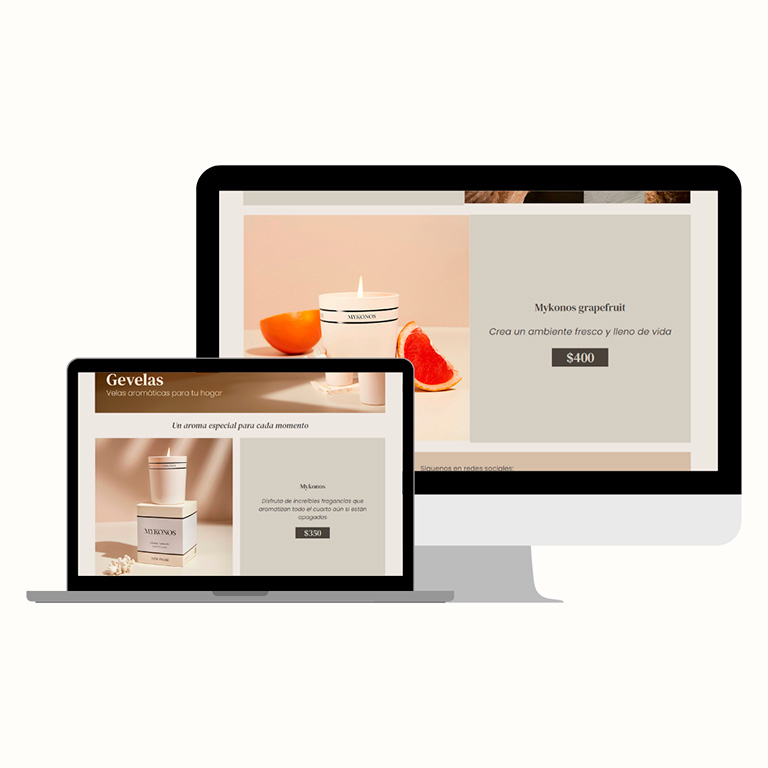 MYKONOS
Mykonos grapefruit
Crea un ambiente fresco y lleno de vida
$400
Síguenos en redes sociales:
Gevelas
Velas aromáticas para tu hogar
Un aroma especial para cada momento
MYKONOS
Mykonos
Disfruta de increíbles fragancias que
aromatizan todo el cuarto aún si están
apagadas
$350